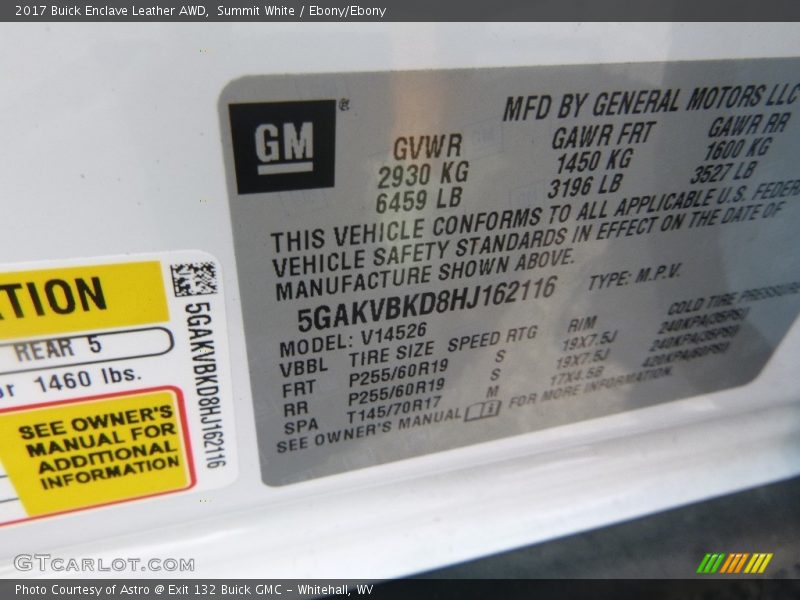 2017 Buick Enclave Leather AWD,  Summit White / Ebony/Ebony
GM ®
MFD BY GENERAL MOTORS LLC
GVWR GAWR FRT GAWR RR
2930 KG 1450 KG 1600 KG
6459 LB 3196 LB 3527 LB
THIS VEHICLE CONFORMS TO ALL APPLICABLE U.S. FEDER
VEHICLE SAFETY STANDARDS IN EFFECT ON THE DATE OF
MANUFACTURE SHOWN ABOVE.
5GAKVBKD8HJ162116 TYPE: M.P.V.
MODEL: V14526
VBBL TIRE SIZE SPEED RTG RIM COLD TIRE PRESSURE
FRT P255/60R19 S 19X7.5J 240KPA(35PSI)
RR P255/60R19 S 19X7.5J 240KPA(35PSI)
SPA T145/70R17 M 17X4.5B 420KPA(60PSI)
SEE OWNER'S MANUAL FOR MORE INFORMATION.
TION
REAR 5
or 1460 lbs.
SEE OWNER'S
MANUAL FOR
ADDITIONAL
INFORMATION
5GAKVBKD8HJ162116
GTCARLOT.COM
Photo Courtesy of Astro @ Exit 132 Buick GMC – Whitehall, WV